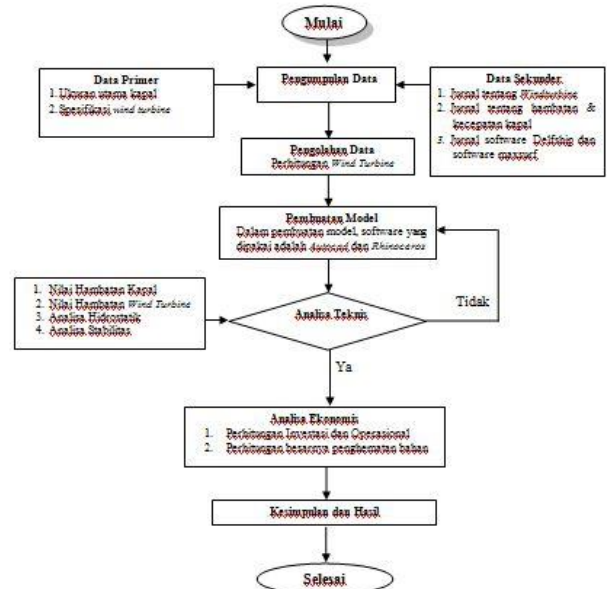 Mulai
Data Primer
1. Ukuran utama kapal
2. Spesifikasi wind turbine
Pengumpulan Data
Data Sekunder
1. Jurnal tentang Windturbine
2. Jurnal tentang hambatan &
kecepatan kapal
3. Jurnal software Delftship dan
software maxsurf
Pengolahan Data
Perhitungan Wind Turbine
Pembuatan Model
Dalam pembuatan model, software yang
dipakai adalah Autocad dan Rhinoceros
1. Nilai Hambatan Kapal
2. Nilai Hambatan Wind Turbine
3. Analisa Hidrostatik
4. Analisa Stabilitas
Analisa Teknis
Tidak
Ya
Analisa Ekonomis
1. Perhitungan Investasi dan Operasional
2. Perhitungan besarnya penghematan bahan
Kesimpulan dan Hasil
Selesai